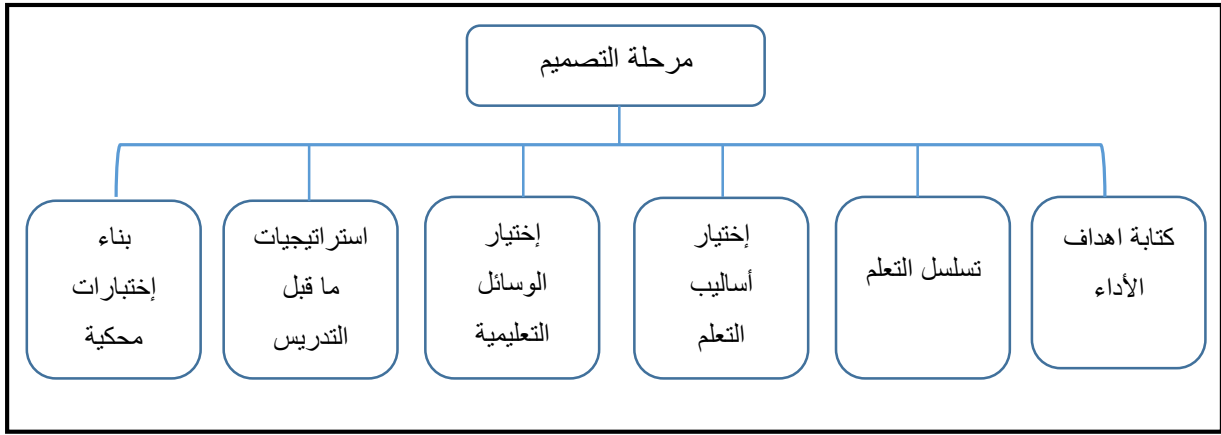 مرحلة التصميم
كتابة اهداف
الأداء
تسلسل التعلم
إختيار
أساليب
التعلم
إختيار
الوسائل
التعليمية
استراتيجيات
ما قبل
التدريس
بناء
إختبارات
محكية